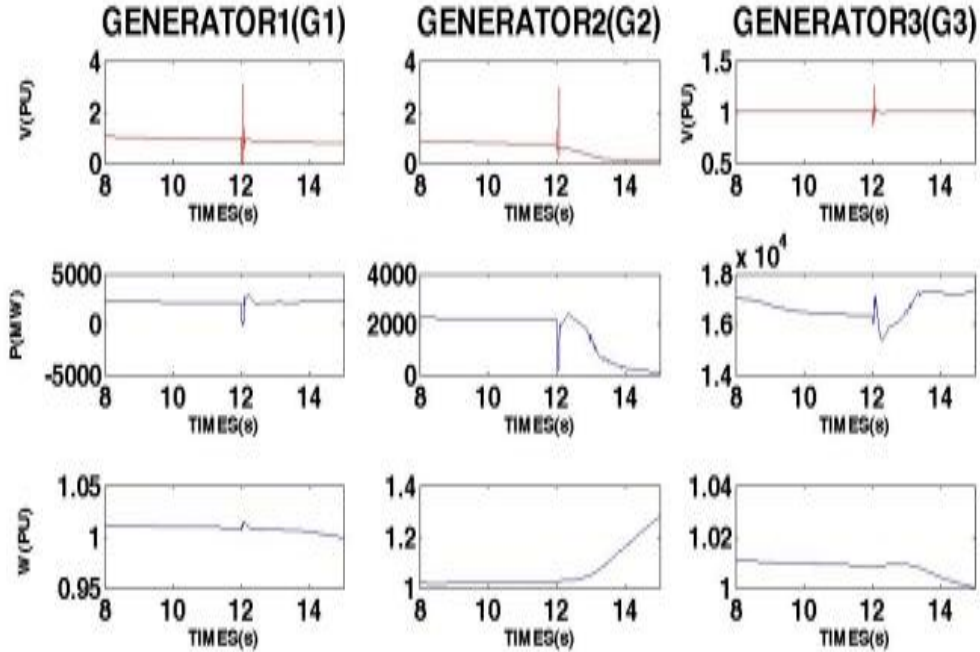 GENERATOR1(G1) GENERATOR2(G2) GENERATOR3(G3)
V(PU)
4
2
0
8 10 12 14
TIMES(s)
4
2
0
8 10 12 14
TIMES(s)
V(PU)
1.5
1
0.5
8 10 12 14
TIMES(s)
P(MW)
5000
0
-5000
8 10 12 14
TIMES(s)
4000
2000
0
8 10 12 14
TIMES(s)
x 10^4
1.8
1.6
1.4
8 10 12 14
TIMES(s)
W(PU)
1.05
1
0.95
8 10 12 14
TIMES(s)
1.4
1.2
1
8 10 12 14
TIMES(s)
1.04
1.02
1
8 10 12 14
TIMES(s)